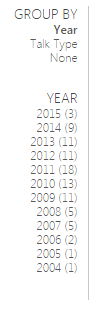 GROUP BY
Year
Talk Type
None
YEAR
2015 (3)
2014 (9)
2013 (11)
2012 (11)
2011 (18)
2010 (13)
2009 (11)
2008 (5)
2007 (5)
2006 (2)
2005 (1)
2004 (1)